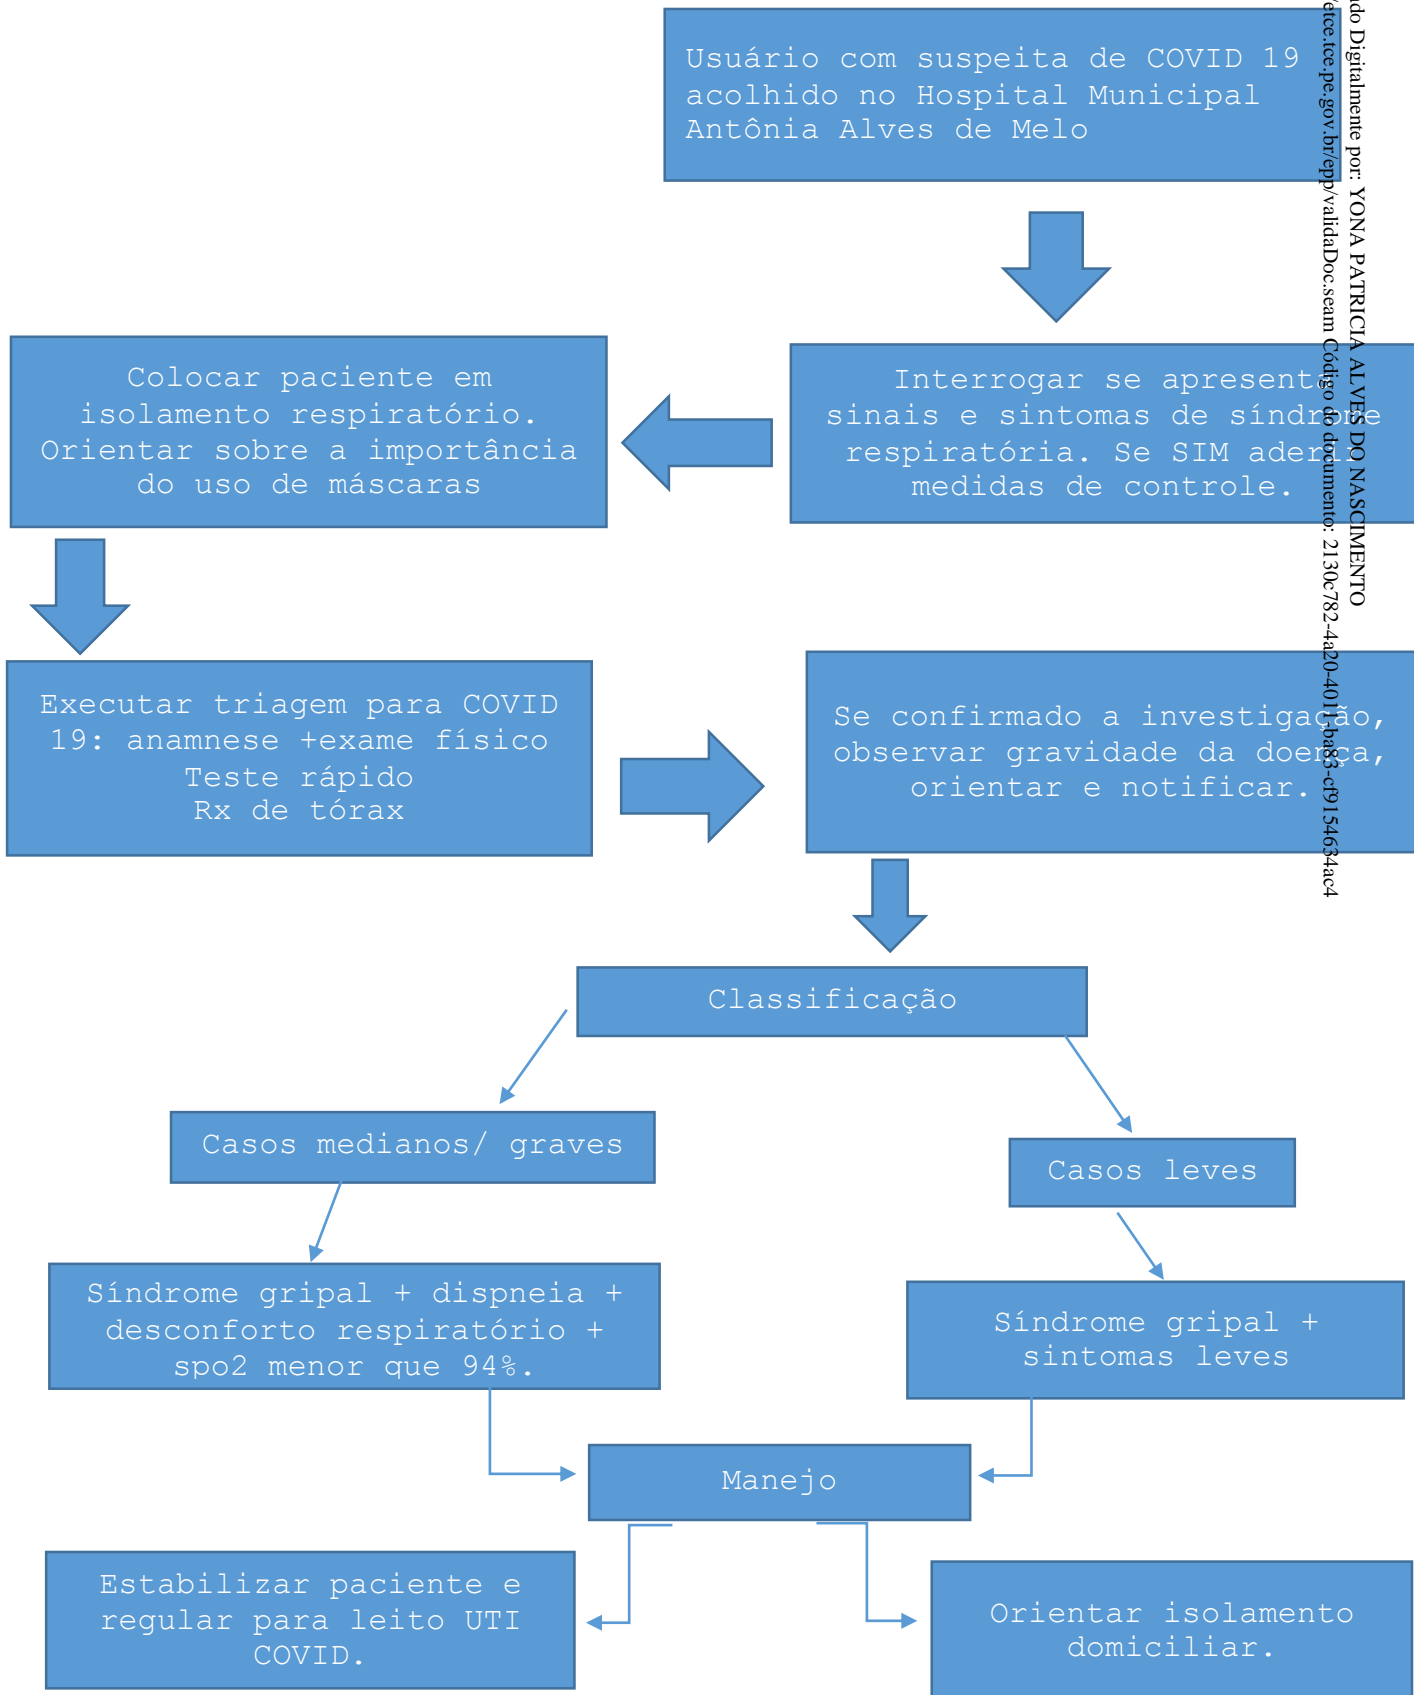 Usuário com suspeita de COVID 19
acolhido no Hospital Municipal
Antônia Alves de Melo
Interrogar se apresenta
sinais e sintomas de síndrome
respiratória. Se SIM aderir
medidas de controle.
Colocar paciente em
isolamento respiratório.
Orientar sobre a importância
do uso de máscaras
Executar triagem para COVID
19: anamnese +exame físico
Teste rápido
Rx de tórax
Se confirmado a investigação,
observar gravidade da doença,
orientar e notificar.
Classificação
Casos medianos/ graves
Casos leves
Síndrome gripal + dispneia +
desconforto respiratório +
spo2 menor que 94%.
Síndrome gripal +
sintomas leves
Manejo
Estabilizar paciente e
regular para leito UTI
COVID.
Orientar isolamento
domiciliar.
Digitalmente por: YONA PATRICIA ALVES DO NASCIMENTO
/etce.tce.pe.gov.br/epp/validaDoc.seam Código do documento: 2130c782-4a20-4011-ba83-cf9154634ac4